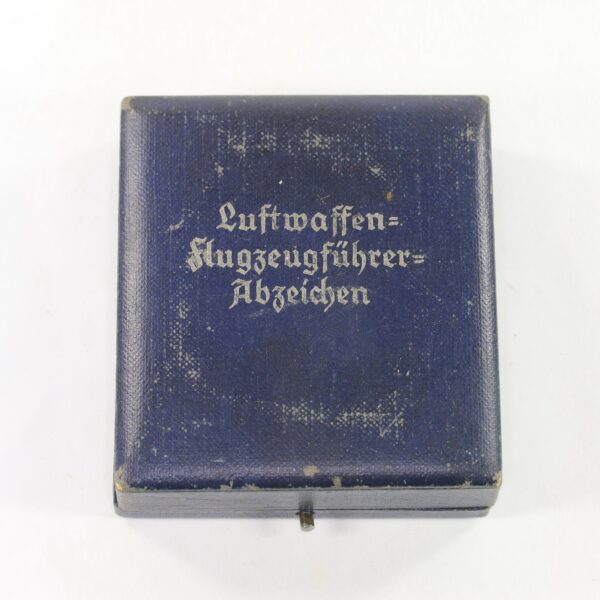 Luftwaffen=
Flugzeugführer=
Abzeichen